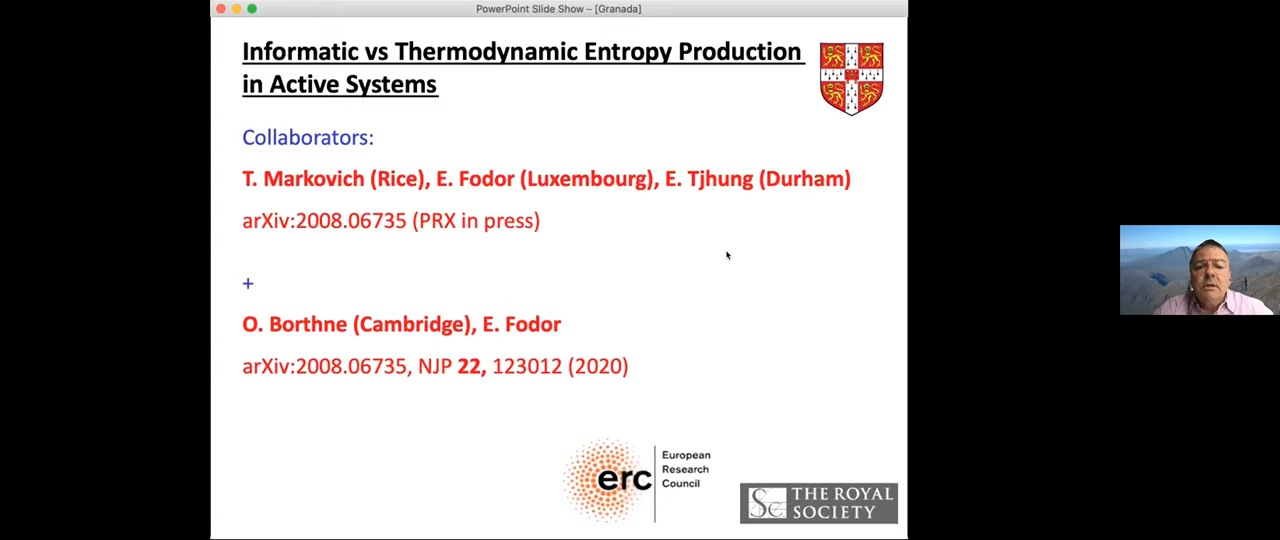 PowerPoint Slide Show – [Granada]
Informatic vs Thermodynamic Entropy Production
in Active Systems
Collaborators:
T. Markovich (Rice), E. Fodor (Luxembourg), E. Tjhung (Durham)
arXiv:2008.06735 (PRX in press)
+
O. Borthne (Cambridge), E. Fodor
arXiv:2008.06735, NJP 22, 123012 (2020)
erc
European
Research
Council
THE ROYAL
SOCIETY